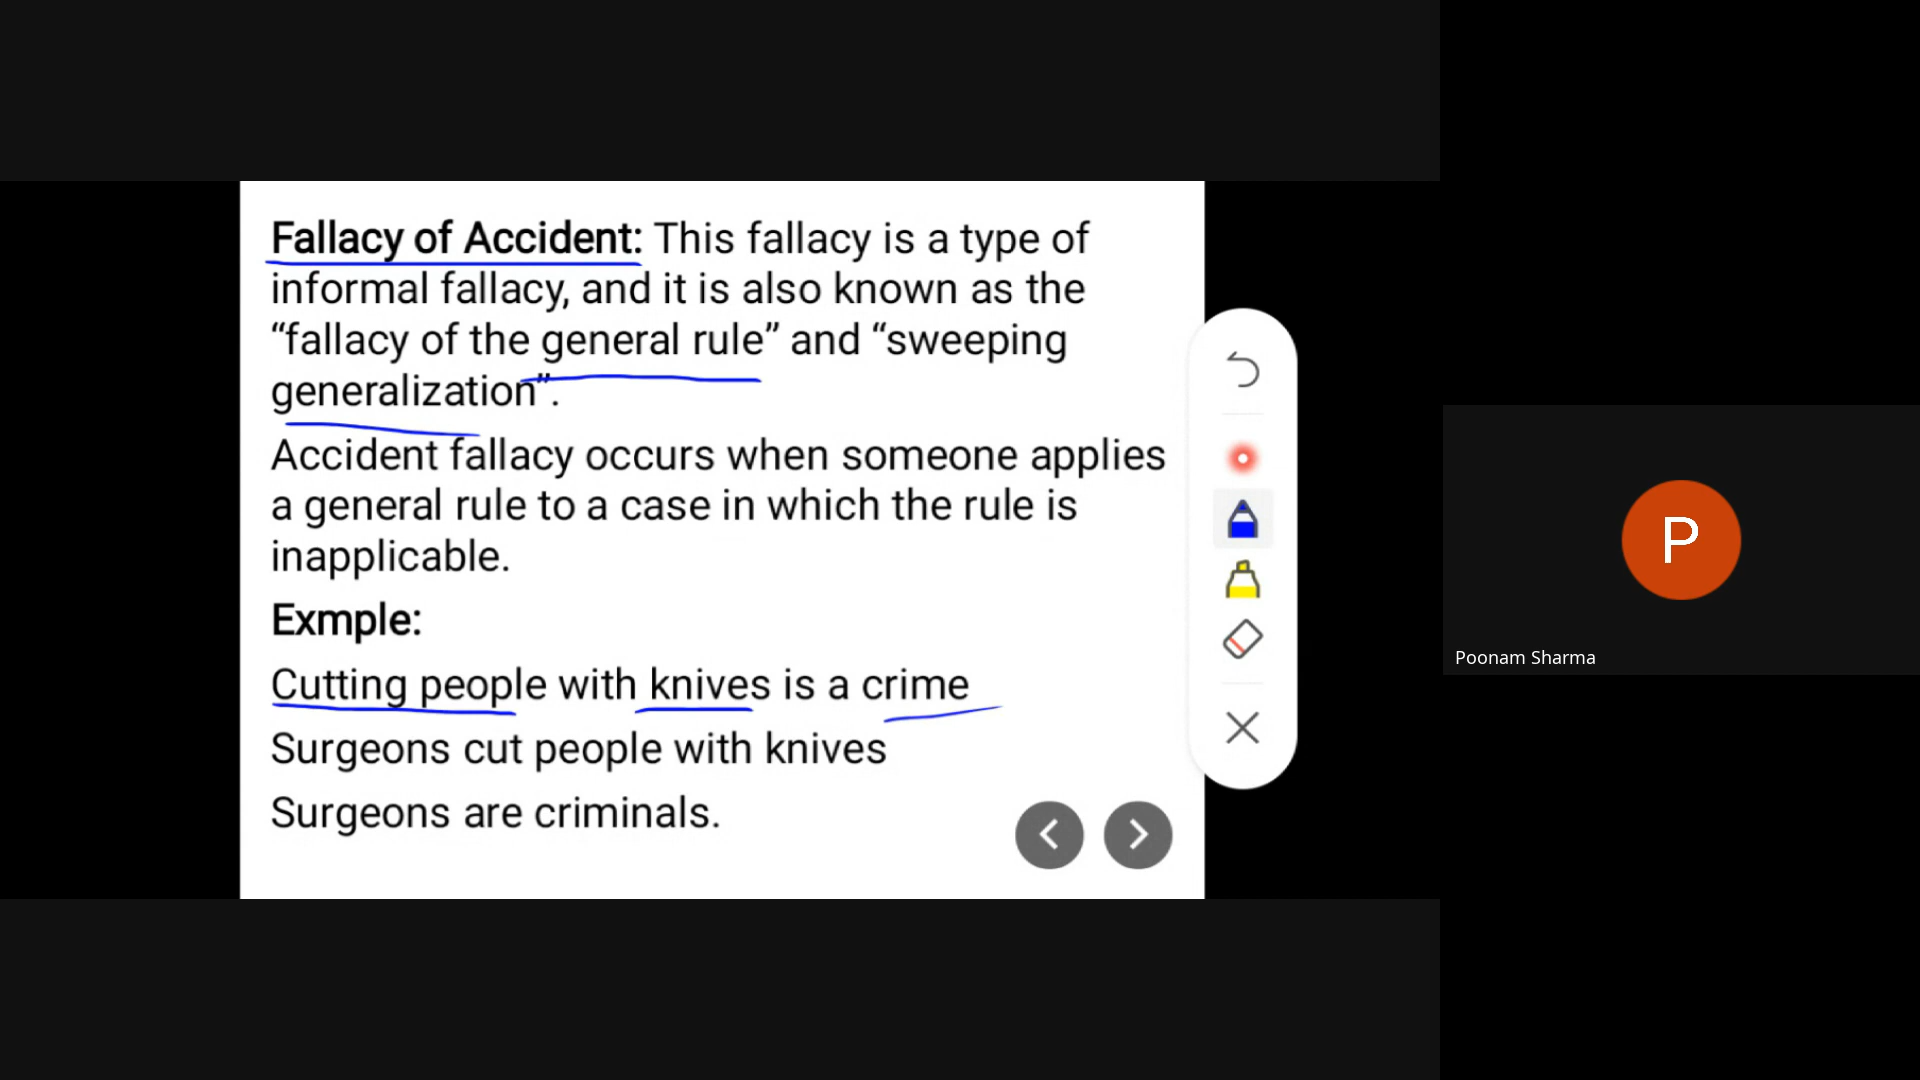 Fallacy of Accident: This fallacy is a type of
informal fallacy, and it is also known as the
“fallacy of the general rule” and “sweeping
generalization”.
Accident fallacy occurs when someone applies
a general rule to a case in which the rule is
inapplicable.
Exmple:
Cutting people with knives is a crime
Surgeons cut people with knives
Surgeons are criminals.
P
Poonam Sharma